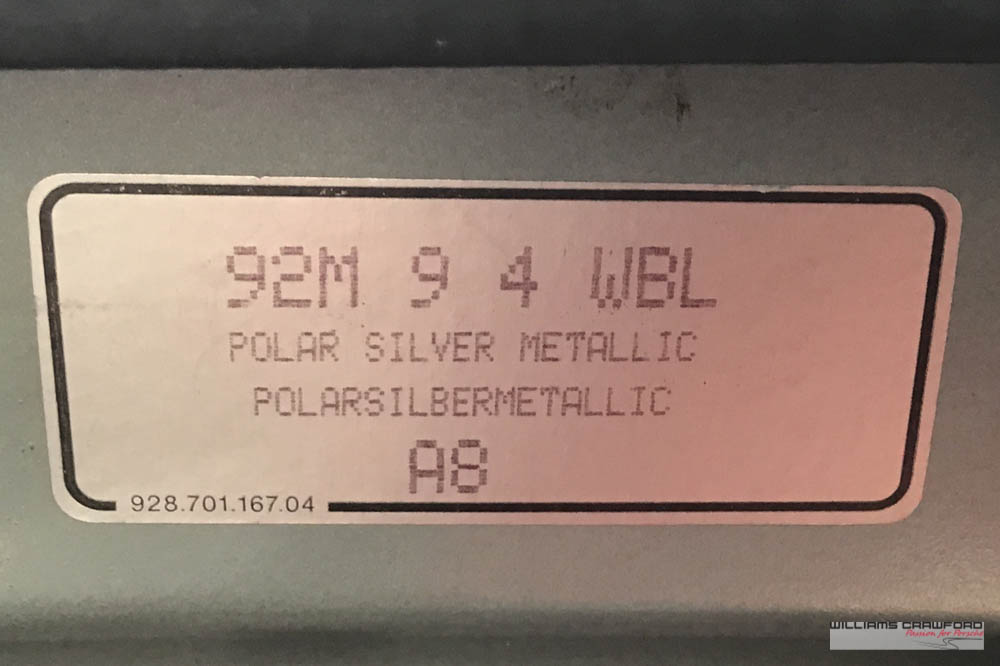 92M 9 4 WBL
POLAR SILVER METALLIC
POLARSILBERMETALLIC
A8
928.701.167.04
WILLIAMS CRAWFORD
Passion for Porsche